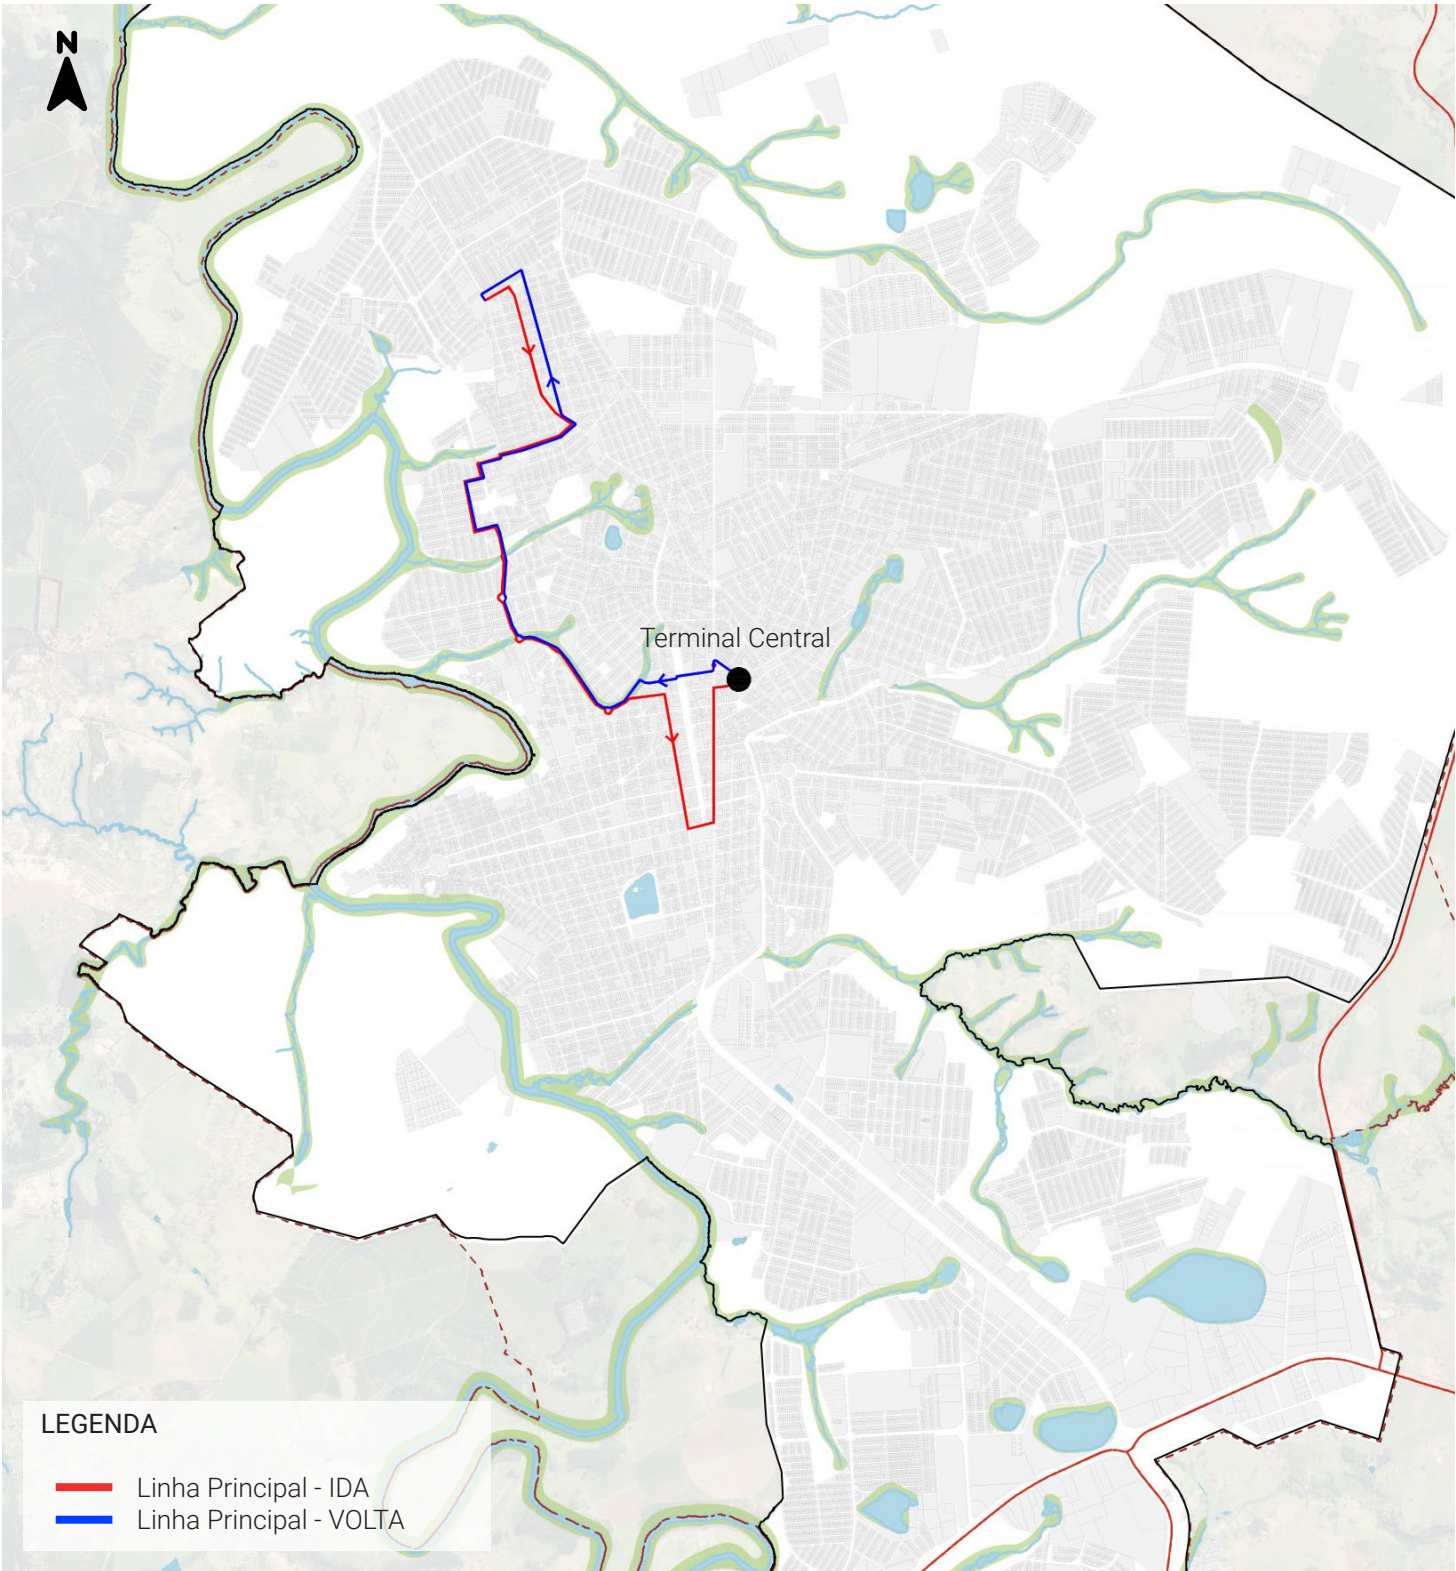 N
Terminal Central
LEGENDA
Linha Principal - IDA
Linha Principal - VOLTA